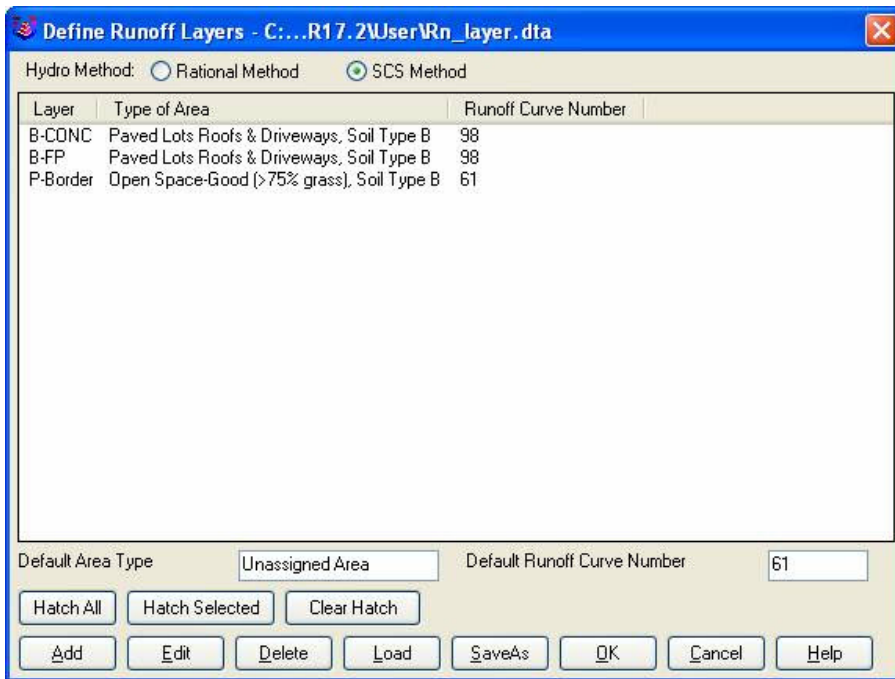 Define Runoff Layers - C:...R17.2\User\Rn_layer.dta
Hydro Method: Rational Method SCS Method
Layer Type of Area Runoff Curve Number
B-CONC Paved Lots Roofs & Driveways, Soil Type B 98
B-FP Paved Lots Roofs & Driveways, Soil Type B 98
P-Border Open Space-Good (>75% grass), Soil Type B 61
Default Area Type Unassigned Area Default Runoff Curve Number 61
Hatch All Hatch Selected Clear Hatch
Add Edit Delete Load SaveAs OK Cancel Help